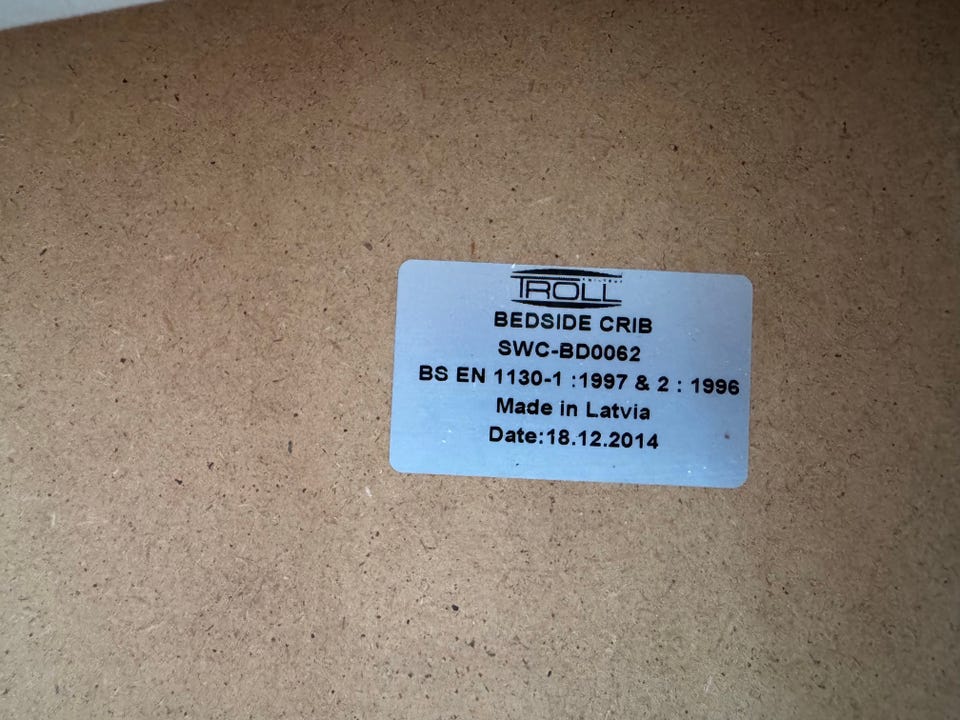 TROLL
BEDSIDE CRIB
SWC-BD0062
BS EN 1130-1 :1997 & 2 : 1996
Made in Latvia
Date:18.12.2014